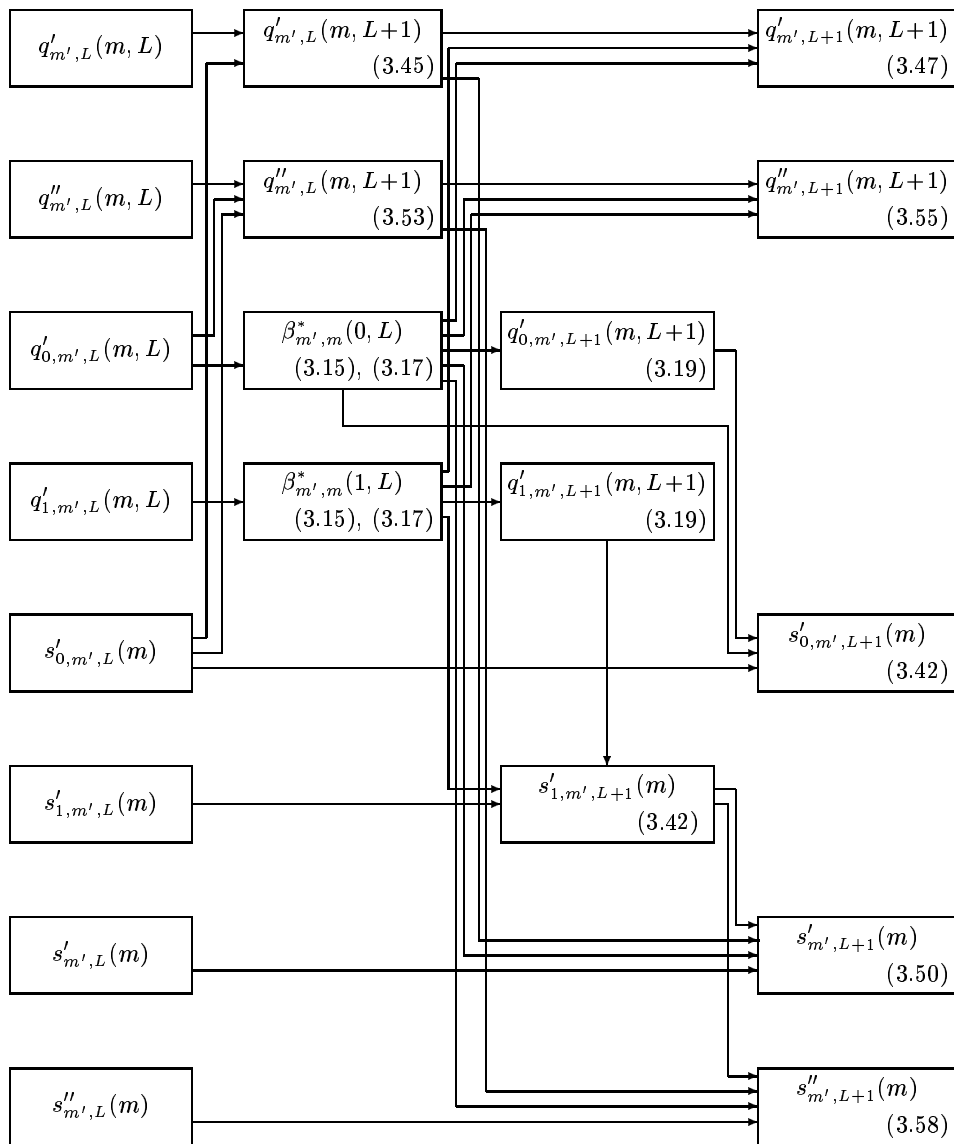 q′_{m′,L}(m, L)
q′_{m′,L}(m, L+1)
(3.45)
q′_{m′,L+1}(m, L+1)
(3.47)
q″_{m′,L}(m, L)
q″_{m′,L}(m, L+1)
(3.53)
q″_{m′,L+1}(m, L+1)
(3.55)
q′_{0,m′,L}(m, L)
β*_{m′,m}(0, L)
(3.15), (3.17)
q′_{0,m′,L+1}(m, L+1)
(3.19)
q′_{1,m′,L}(m, L)
β*_{m′,m}(1, L)
(3.15), (3.17)
q′_{1,m′,L+1}(m, L+1)
(3.19)
s′_{0,m′,L}(m)
s′_{0,m′,L+1}(m)
(3.42)
s′_{1,m′,L}(m)
s′_{1,m′,L+1}(m)
(3.42)
s′_{m′,L}(m)
s′_{m′,L+1}(m)
(3.50)
s″_{m′,L}(m)
s″_{m′,L+1}(m)
(3.58)